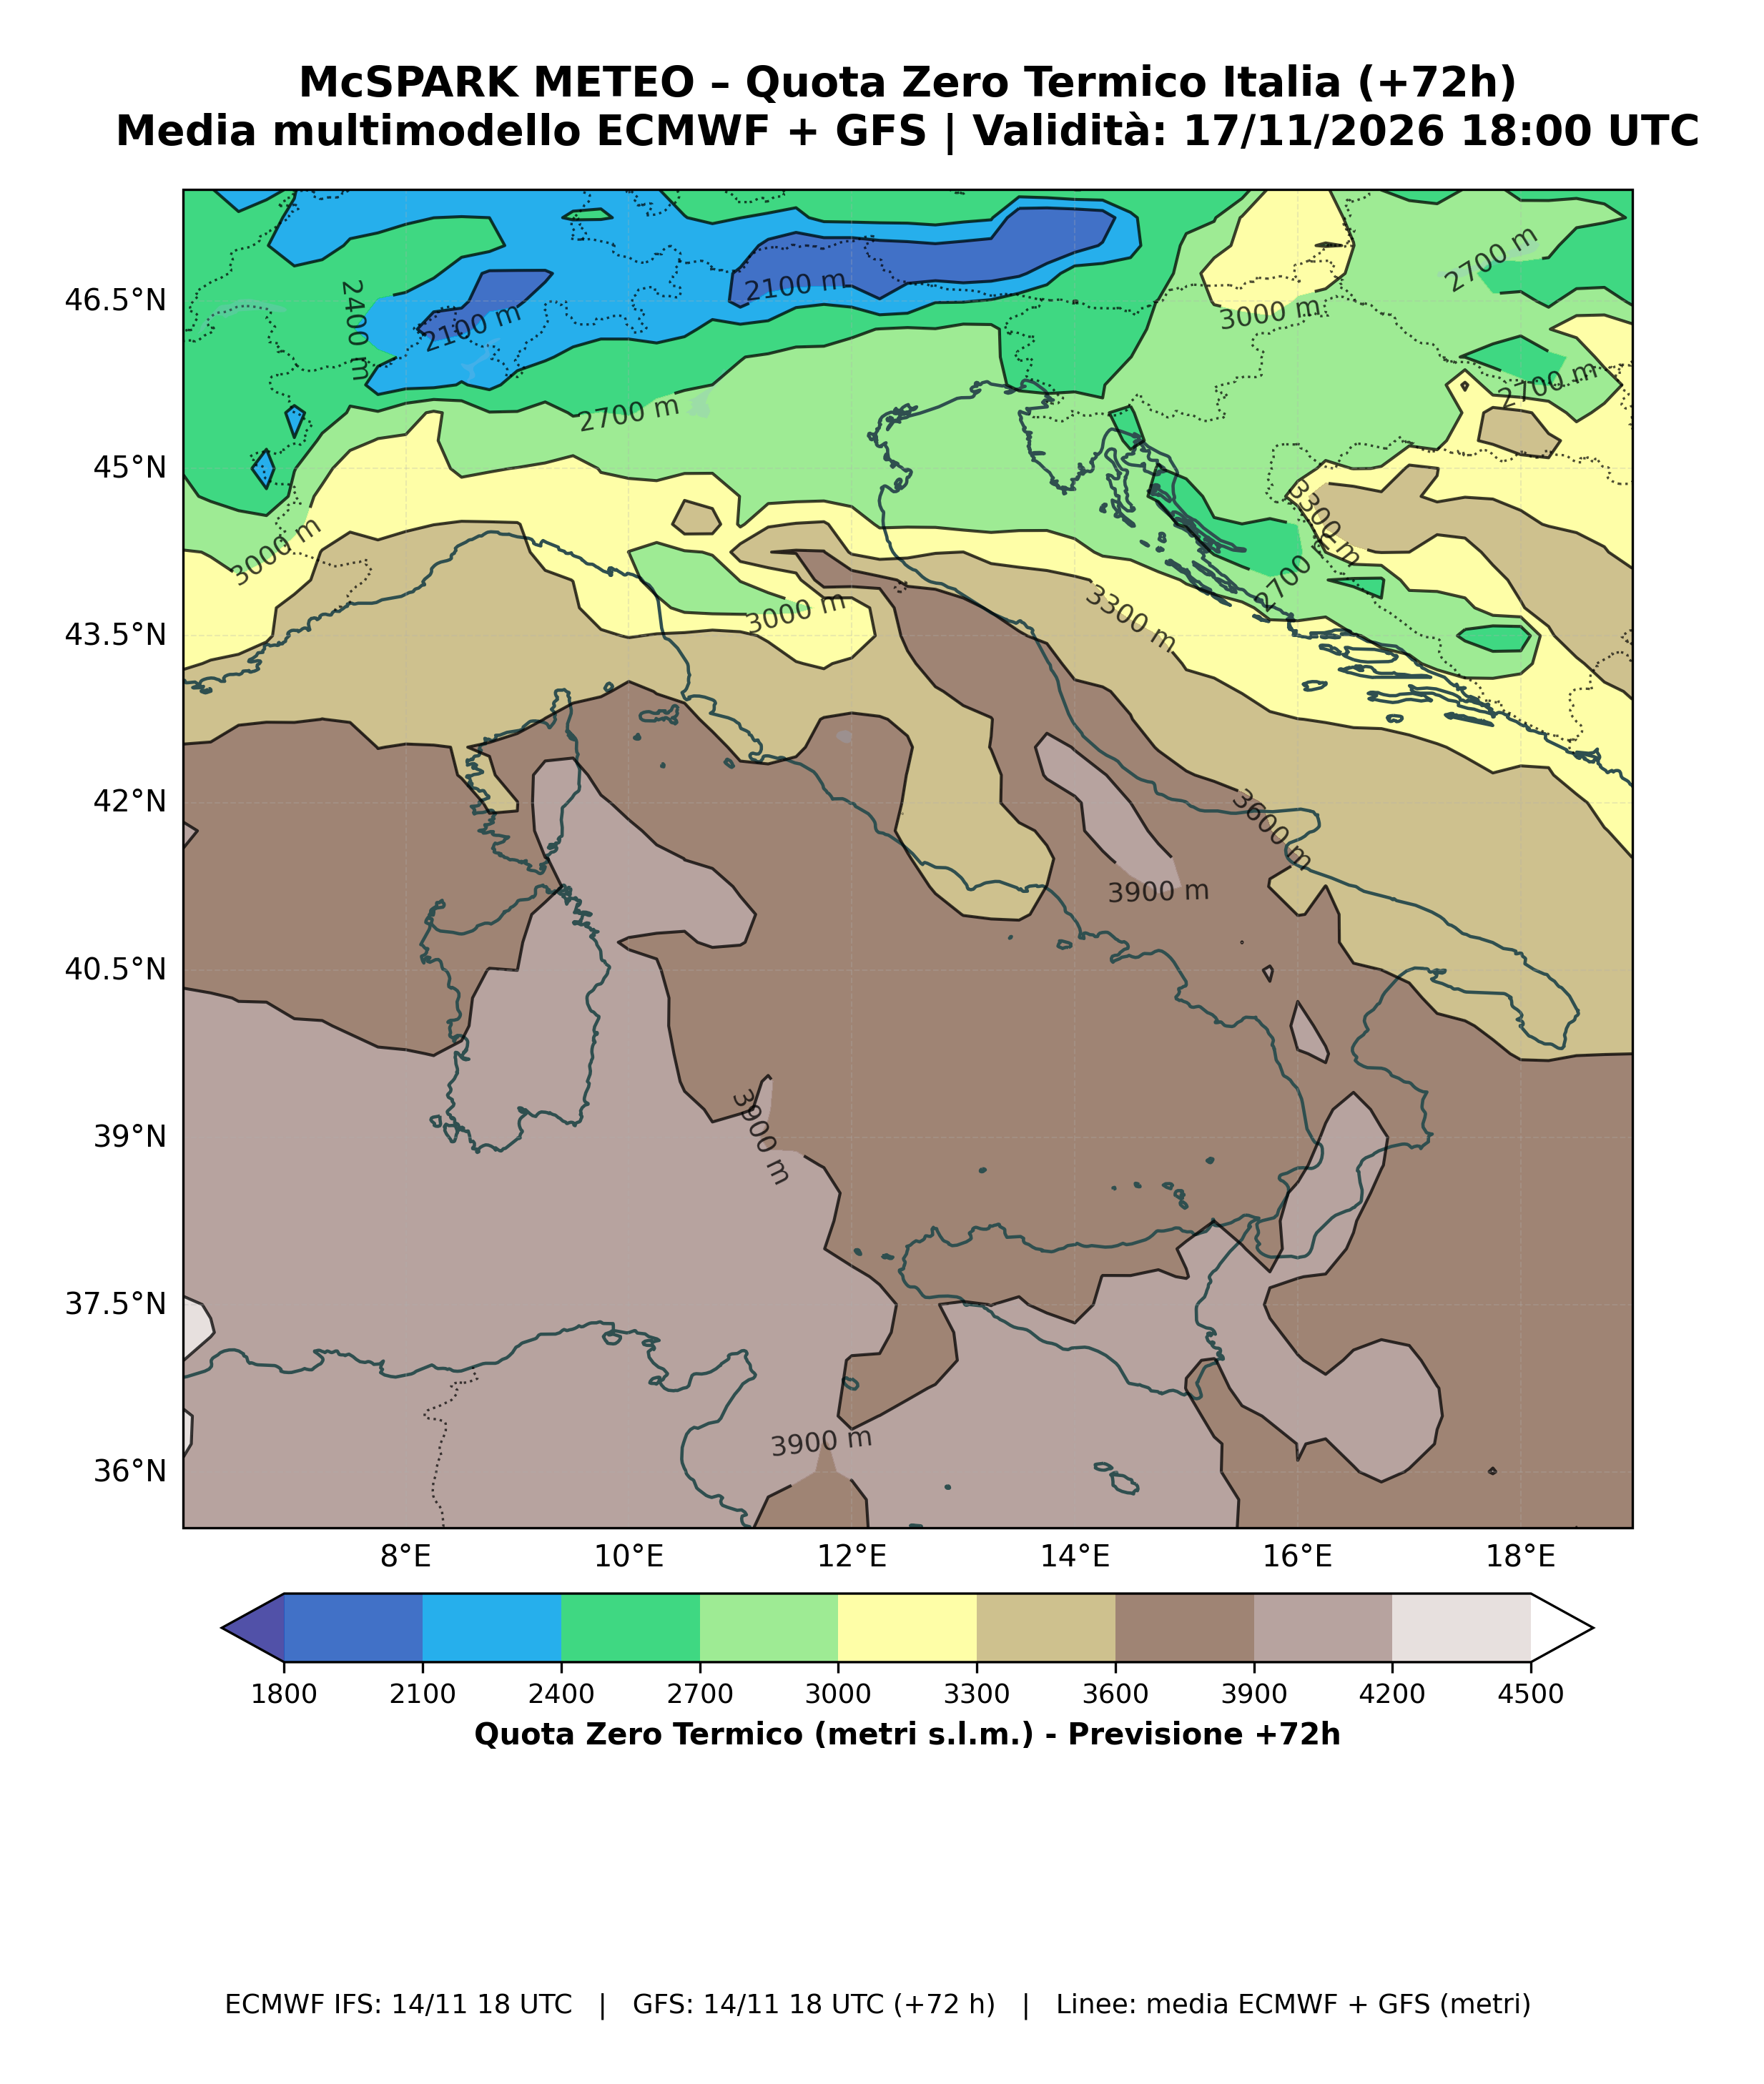 McSPARK METEO – Quota Zero Termico Italia (+72h)
Media multimodello ECMWF + GFS | Validità: 17/11/2026 18:00 UTC
46.5°N
45°N
43.5°N
42°N
40.5°N
39°N
37.5°N
36°N
2400 m
2100 m
2100 m
2700 m
3000 m
2700 m
2700 m
3000 m
3300 m
2700
3000 m
3300 m
3600 m
3900 m
3900 m
3900 m
8°E
10°E
12°E
14°E
16°E
18°E
1800
2100
2400
2700
3000
3300
3600
3900
4200
4500
Quota Zero Termico (metri s.l.m.) - Previsione +72h
ECMWF IFS: 14/11 18 UTC | GFS: 14/11 18 UTC (+72 h) | Linee: media ECMWF + GFS (metri)